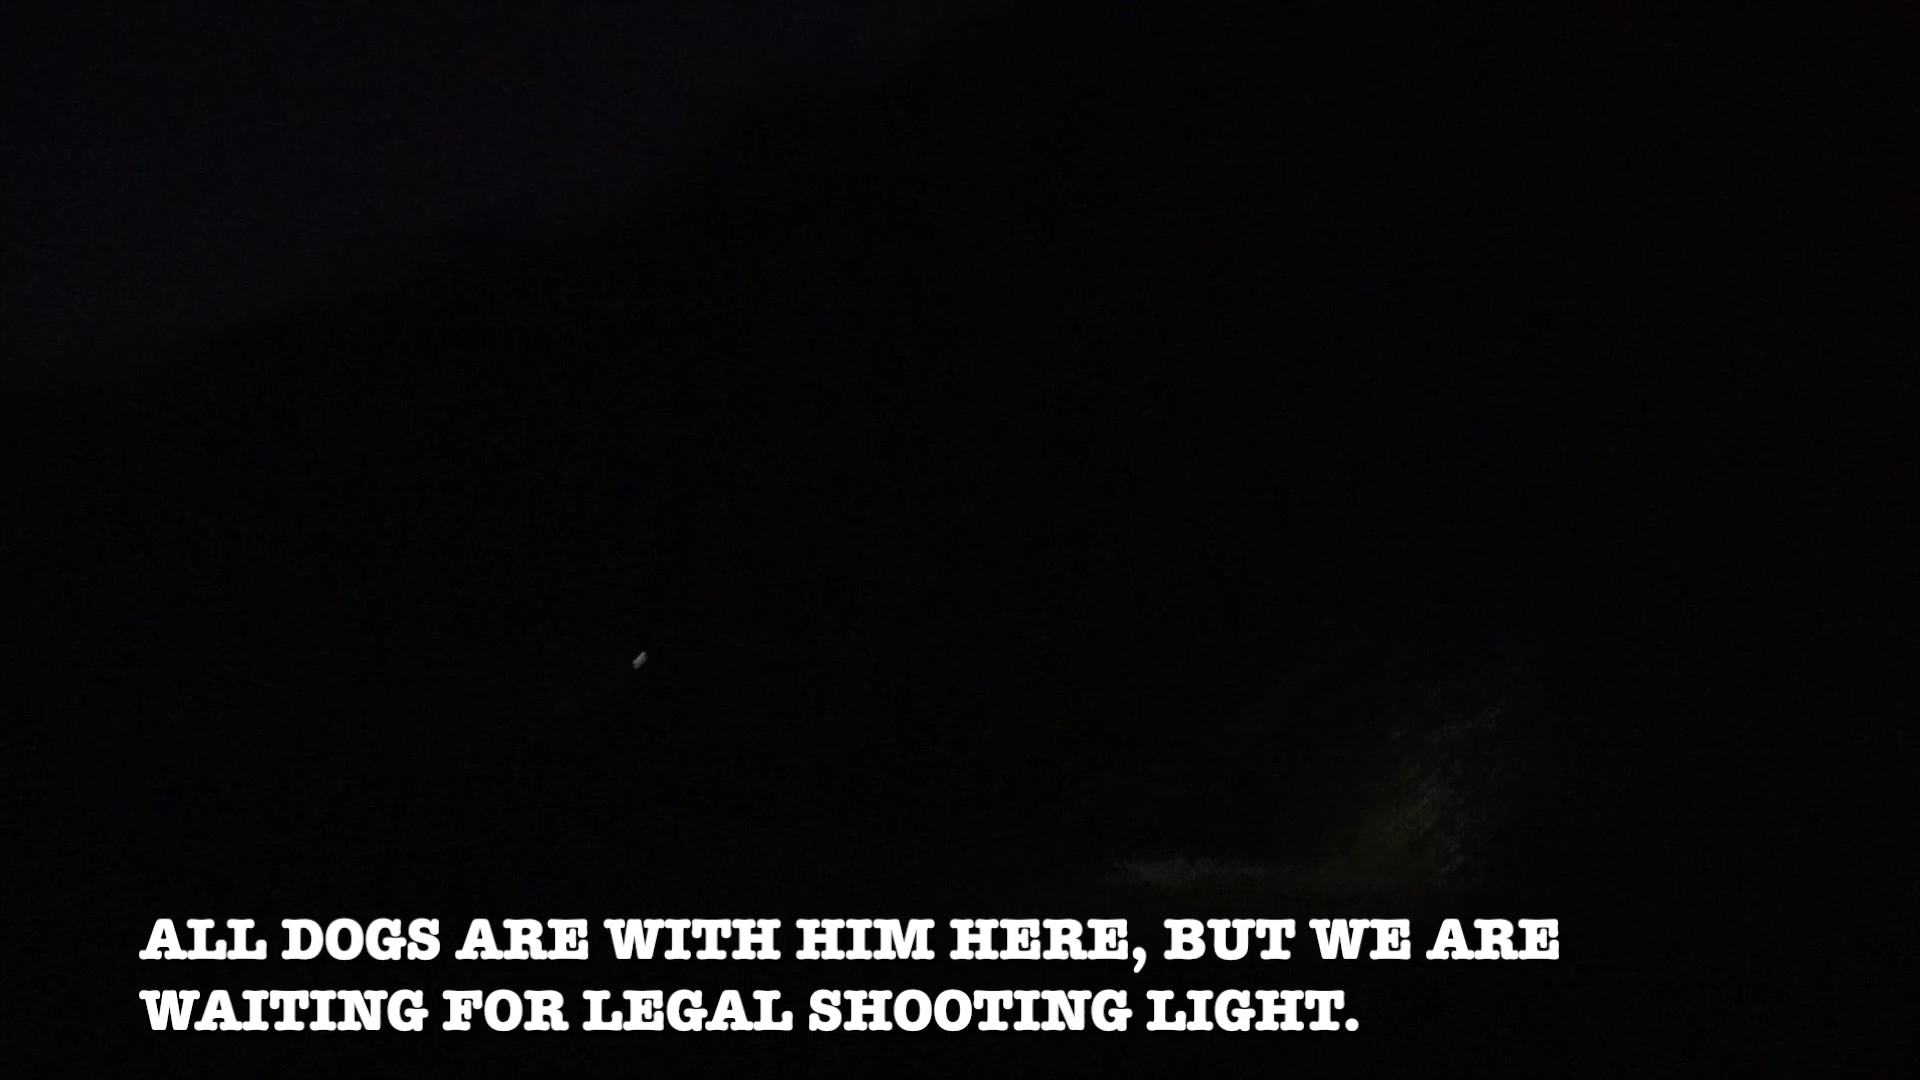 ALL DOGS ARE WITH HIM HERE, BUT WE ARE
WAITING FOR LEGAL SHOOTING LIGHT.